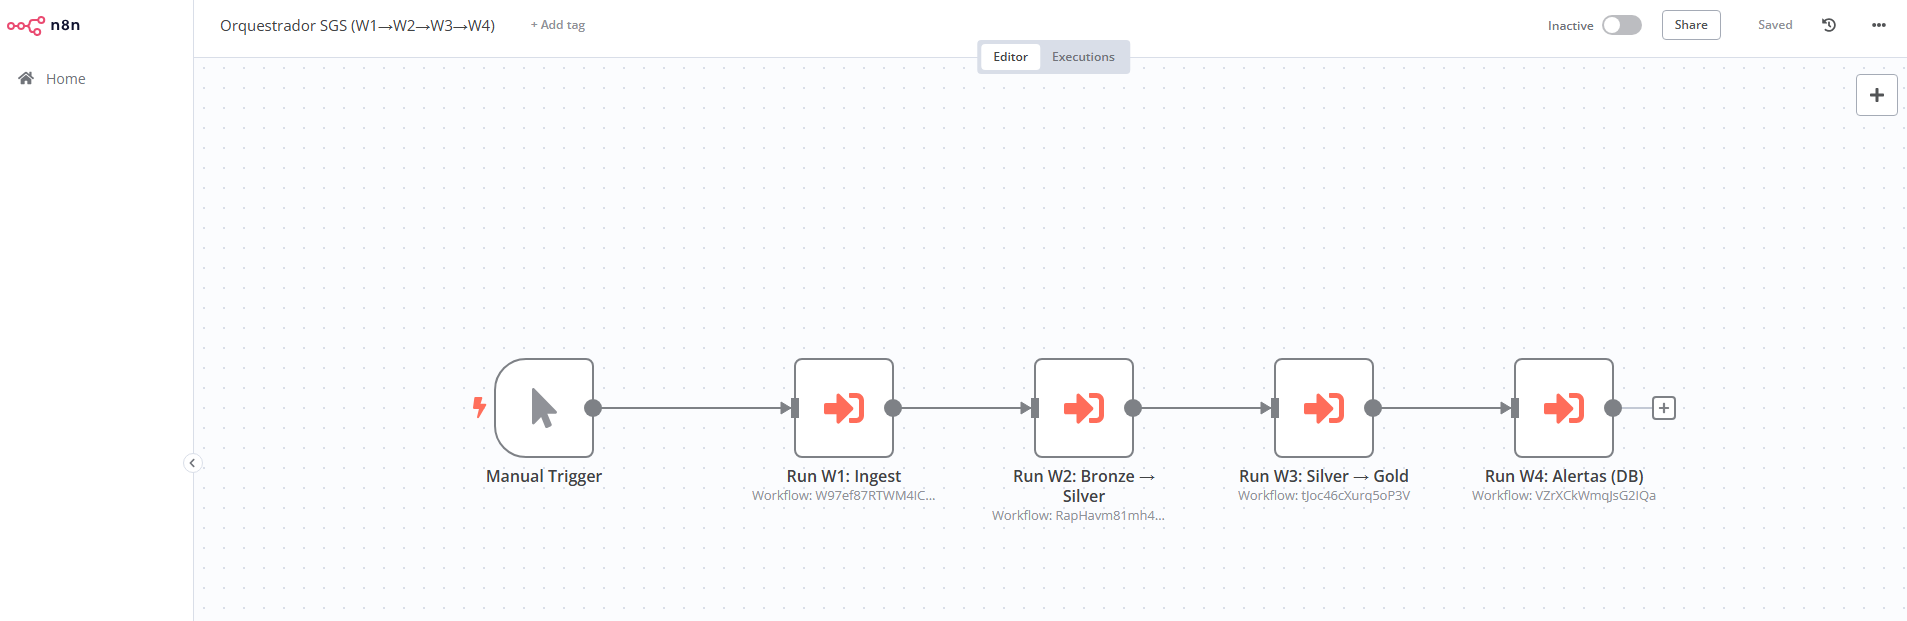 n8n
Orquestrador SGS (W1→W2→W3→W4)
+ Add tag
Inactive
Share
Saved
Editor
Executions
Home
Manual Trigger
Run W1: Ingest
Workflow: W97ef87RTWM4IC...
Run W2: Bronze →
Silver
Workflow: RapHavm81mh4...
Run W3: Silver → Gold
Workflow: tJoc46cXurq5oP3V
Run W4: Alertas (DB)
Workflow: VZrXCkWmqJsG2IQa